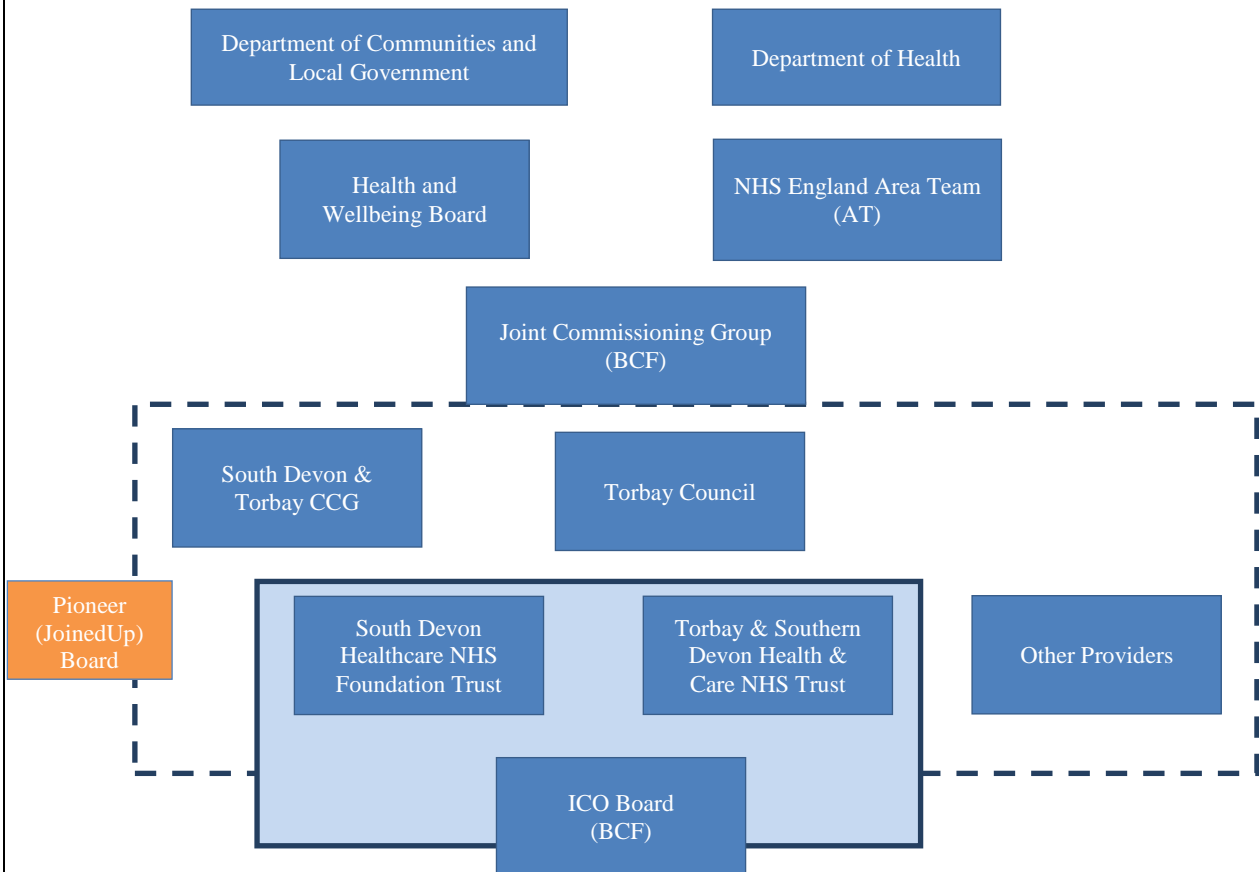 Department of Communities and
Local Government
Department of Health
Health and
Wellbeing Board
NHS England Area Team
(AT)
Joint Commissioning Group
(BCF)
South Devon &
Torbay CCG
Torbay Council
Pioneer
(JoinedUp)
Board
South Devon
Healthcare NHS
Foundation Trust
Torbay & Southern
Devon Health &
Care NHS Trust
Other Providers
ICO Board
(BCF)